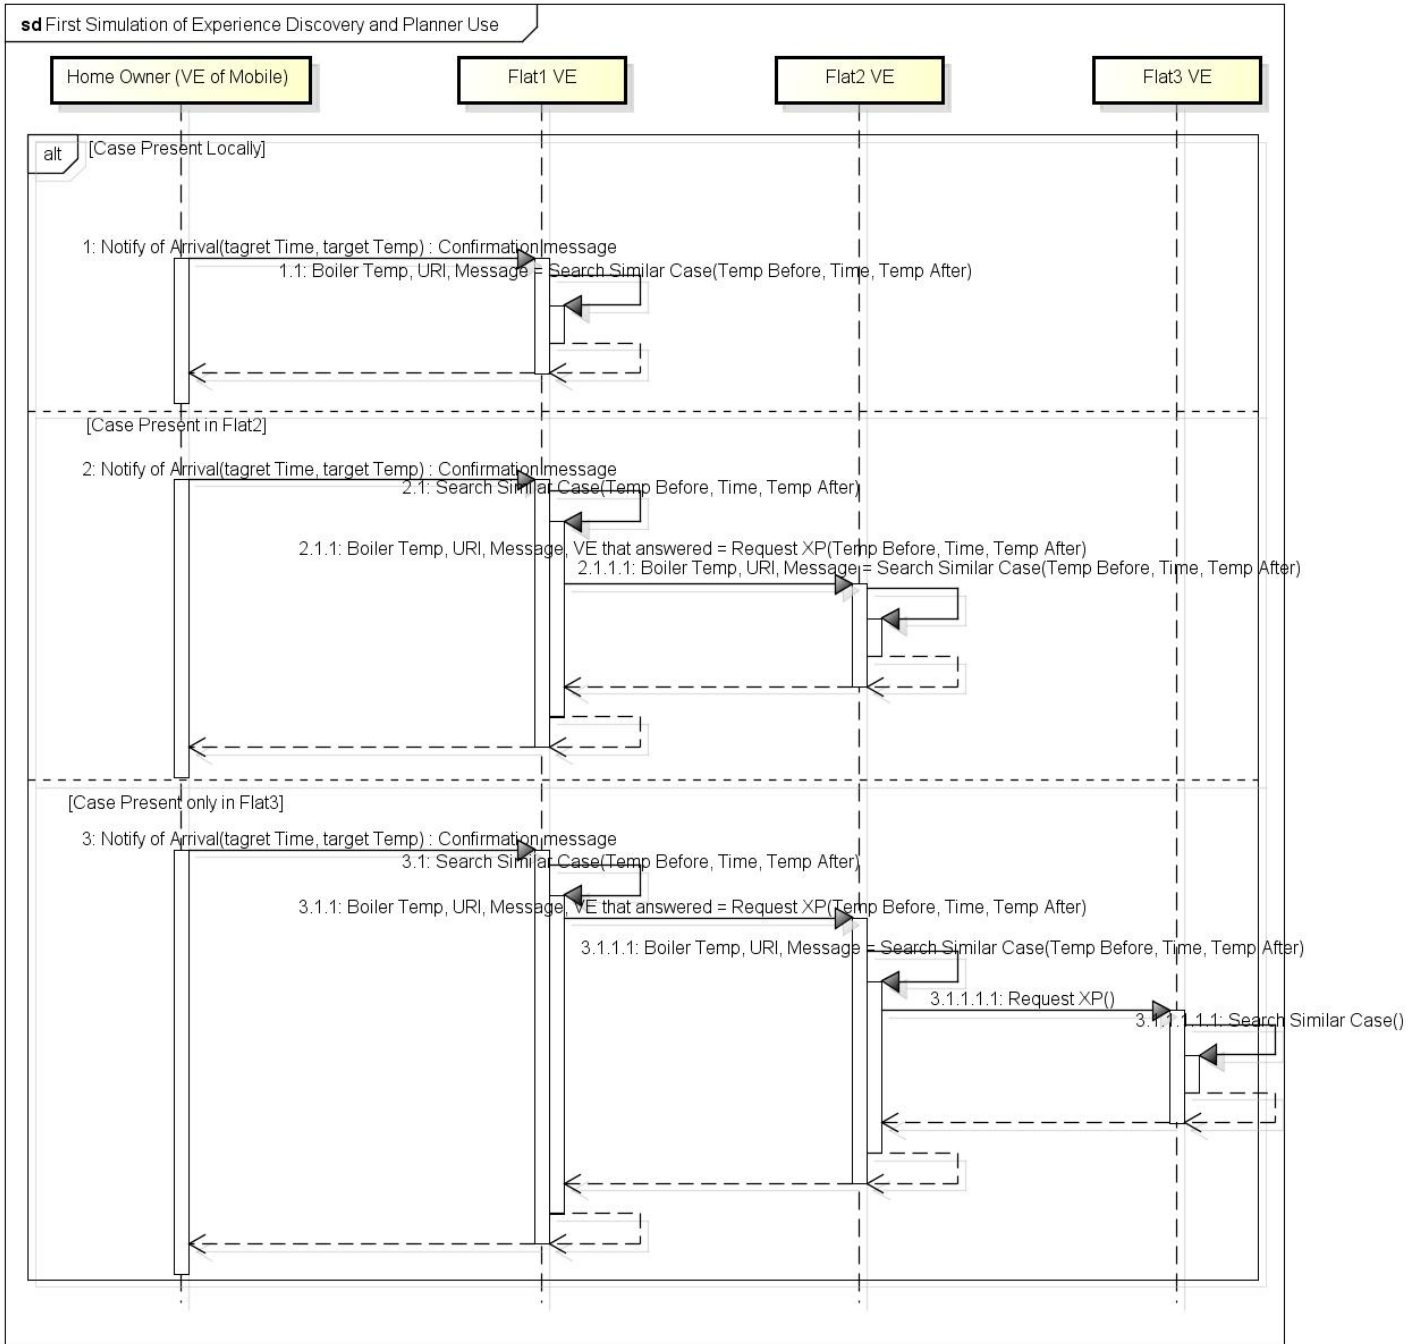 sd First Simulation of Experience Discovery and Planner Use
Home Owner (VE of Mobile)
Flat1 VE
Flat2 VE
Flat3 VE
alt
[Case Present Locally]
1: Notify of Arrival(tagret Time, target Temp) : Confirmation message
1.1: Boiler Temp, URI, Message = Search Similar Case(Temp Before, Time, Temp After)
[Case Present in Flat2]
2: Notify of Arrival(tagret Time, target Temp) : Confirmation message
2.1: Search Similar Case(Temp Before, Time, Temp After)
2.1.1: Boiler Temp, URI, Message, VE that answered = Request XP(Temp Before, Time, Temp After)
2.1.1.1: Boiler Temp, URI, Message = Search Similar Case(Temp Before, Time, Temp After)
[Case Present only in Flat3]
3: Notify of Arrival(tagret Time, target Temp) : Confirmation message
3.1: Search Similar Case(Temp Before, Time, Temp After)
3.1.1: Boiler Temp, URI, Message, VE that answered = Request XP(Temp Before, Time, Temp After)
3.1.1.1: Boiler Temp, URI, Message = Search Similar Case(Temp Before, Time, Temp After)
3.1.1.1.1: Request XP()
3.1.1.1.1.1: Search Similar Case()